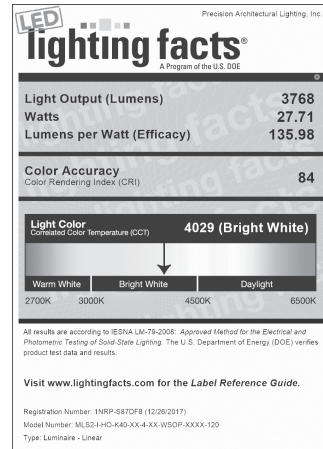 Precision Architectural Lighting, Inc.
LED
lighting facts®
A Program of the U.S. DOE
Light Output (Lumens) 3768
Watts 27.71
Lumens per Watt (Efficacy) 135.98
Color Accuracy
Color Rendering Index (CRI) 84
Light Color
Correlated Color Temperature (CCT) 4029 (Bright White)
Warm White Bright White Daylight
2700K 3000K 4500K 6500K
All results are according to IESNA LM-79-2008: Approved Method for the Electrical and
Photometric Testing of Solid-State Lighting. The U.S. Department of Energy (DOE) verifies
product test data and results.
Visit www.lightingfacts.com for the Label Reference Guide.
Registration Number: 1NRP-S87DF8 (12/26/2017)
Model Number: MLS2-I-HO-K40-XX-4-XX-WSOP-XXXX-120
Type: Luminaire - Linear